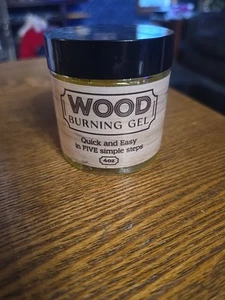 WOOD
BURNING GEL
Quick and Easy
in FIVE simple steps
4oz